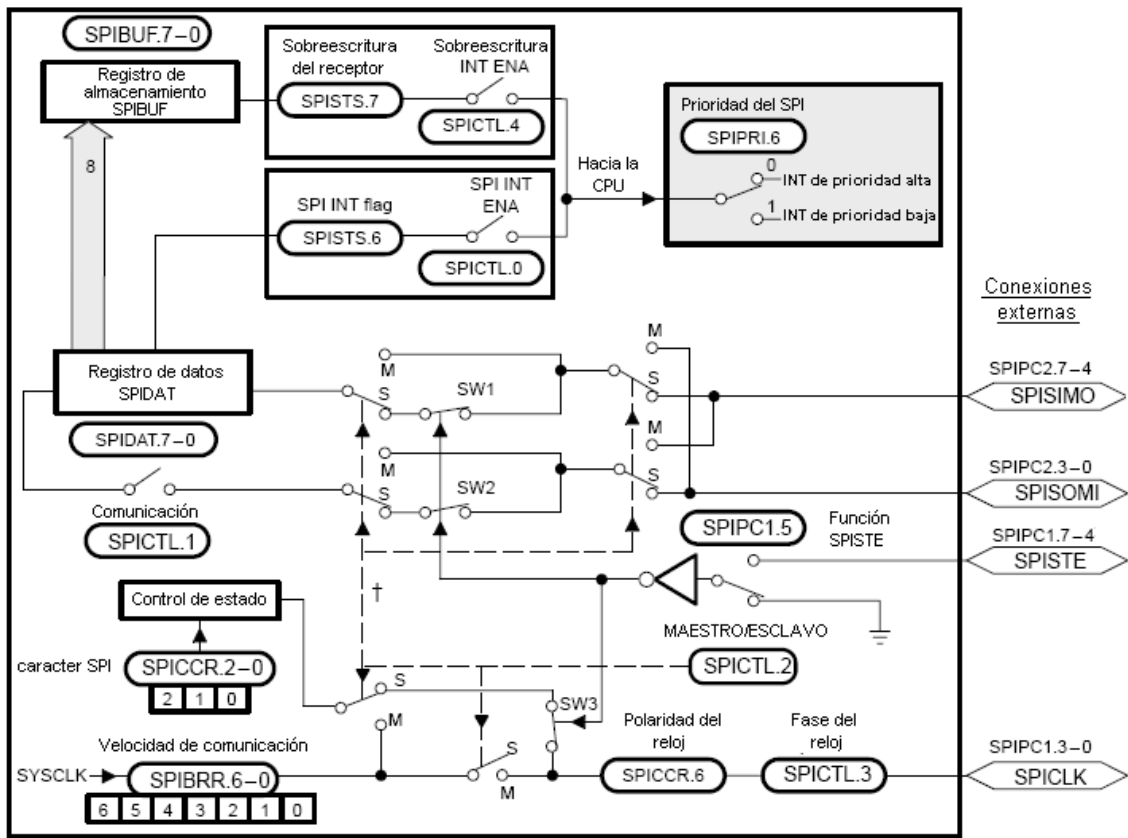 SPIBUF.7–0
Registro de
almacenamiento
SPIBUF
8
Sobreescritura
del receptor
SPISTS.7
Sobreescritura
INT ENA
SPICTL.4
SPI INT flag
SPISTS.6
SPI INT
ENA
SPICTL.0
Hacia la
CPU
Prioridad del SPI
SPIPRI.6
0
INT de prioridad alta
1
INT de prioridad baja
Conexiones
externas
Registro de datos
SPIDAT
SPIDAT.7–0
M
S
SW1
M
S
SPIPC2.7–4
SPISIMO
M
S
SW2
M
S
SPIPC2.3–0
SPISOMI
Comunicación
SPICTL.1
SPIPC1.5
Función
SPISTE
SPIPC1.7–4
SPISTE
†
Control de estado
MAESTRO/ESCLAVO
SPICTL.2
caracter SPI
SPICCR.2–0
2 1 0
S
M
SW3
S
M
Velocidad de comunicación
SYSCLK
SPIBRR.6–0
6 5 4 3 2 1 0
Polaridad del
reloj
SPICCR.6
Fase del
reloj
SPICTL.3
SPIPC1.3–0
SPICLK